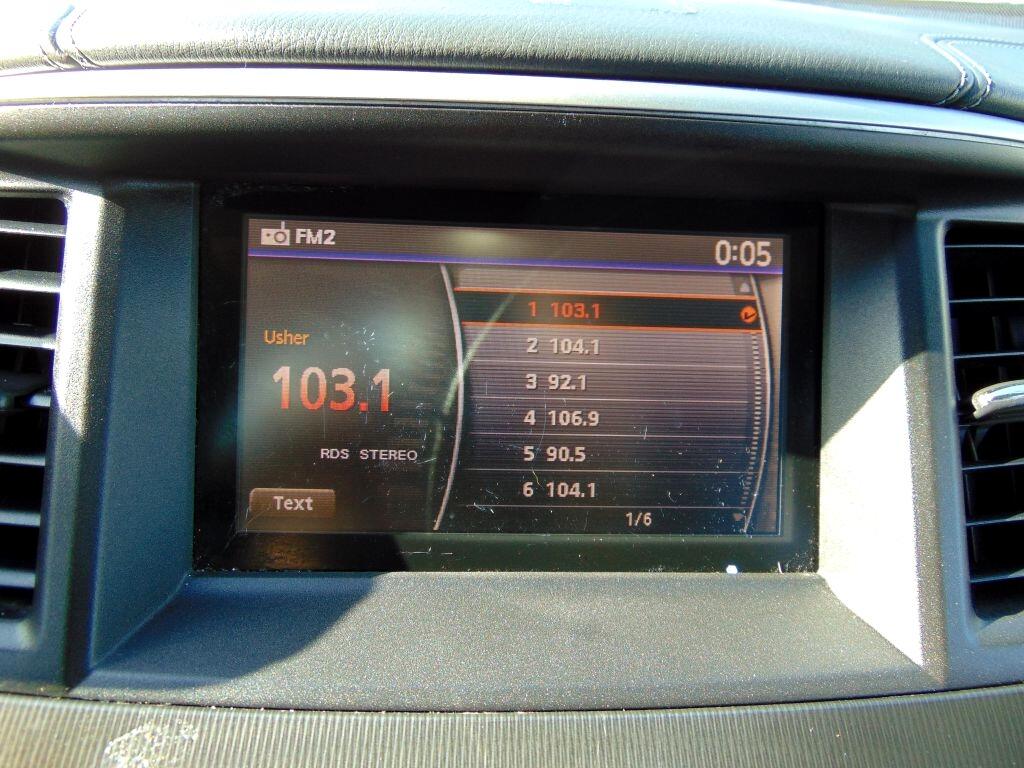 FM2
0:05
Usher
103.1
RDS STEREO
Text
1 103.1
2 104.1
3 92.1
4 106.9
5 90.5
6 104.1
1/6